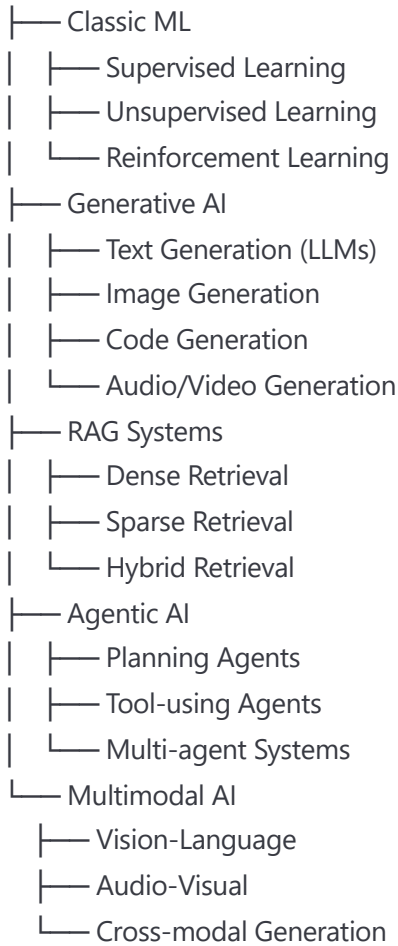 ├── Classic ML
│ ├── Supervised Learning
│ ├── Unsupervised Learning
│ └── Reinforcement Learning
├── Generative AI
│ ├── Text Generation (LLMs)
│ ├── Image Generation
│ ├── Code Generation
│ └── Audio/Video Generation
├── RAG Systems
│ ├── Dense Retrieval
│ ├── Sparse Retrieval
│ └── Hybrid Retrieval
├── Agentic AI
│ ├── Planning Agents
│ ├── Tool-using Agents
│ └── Multi-agent Systems
└── Multimodal AI
├── Vision-Language
├── Audio-Visual
└── Cross-modal Generation